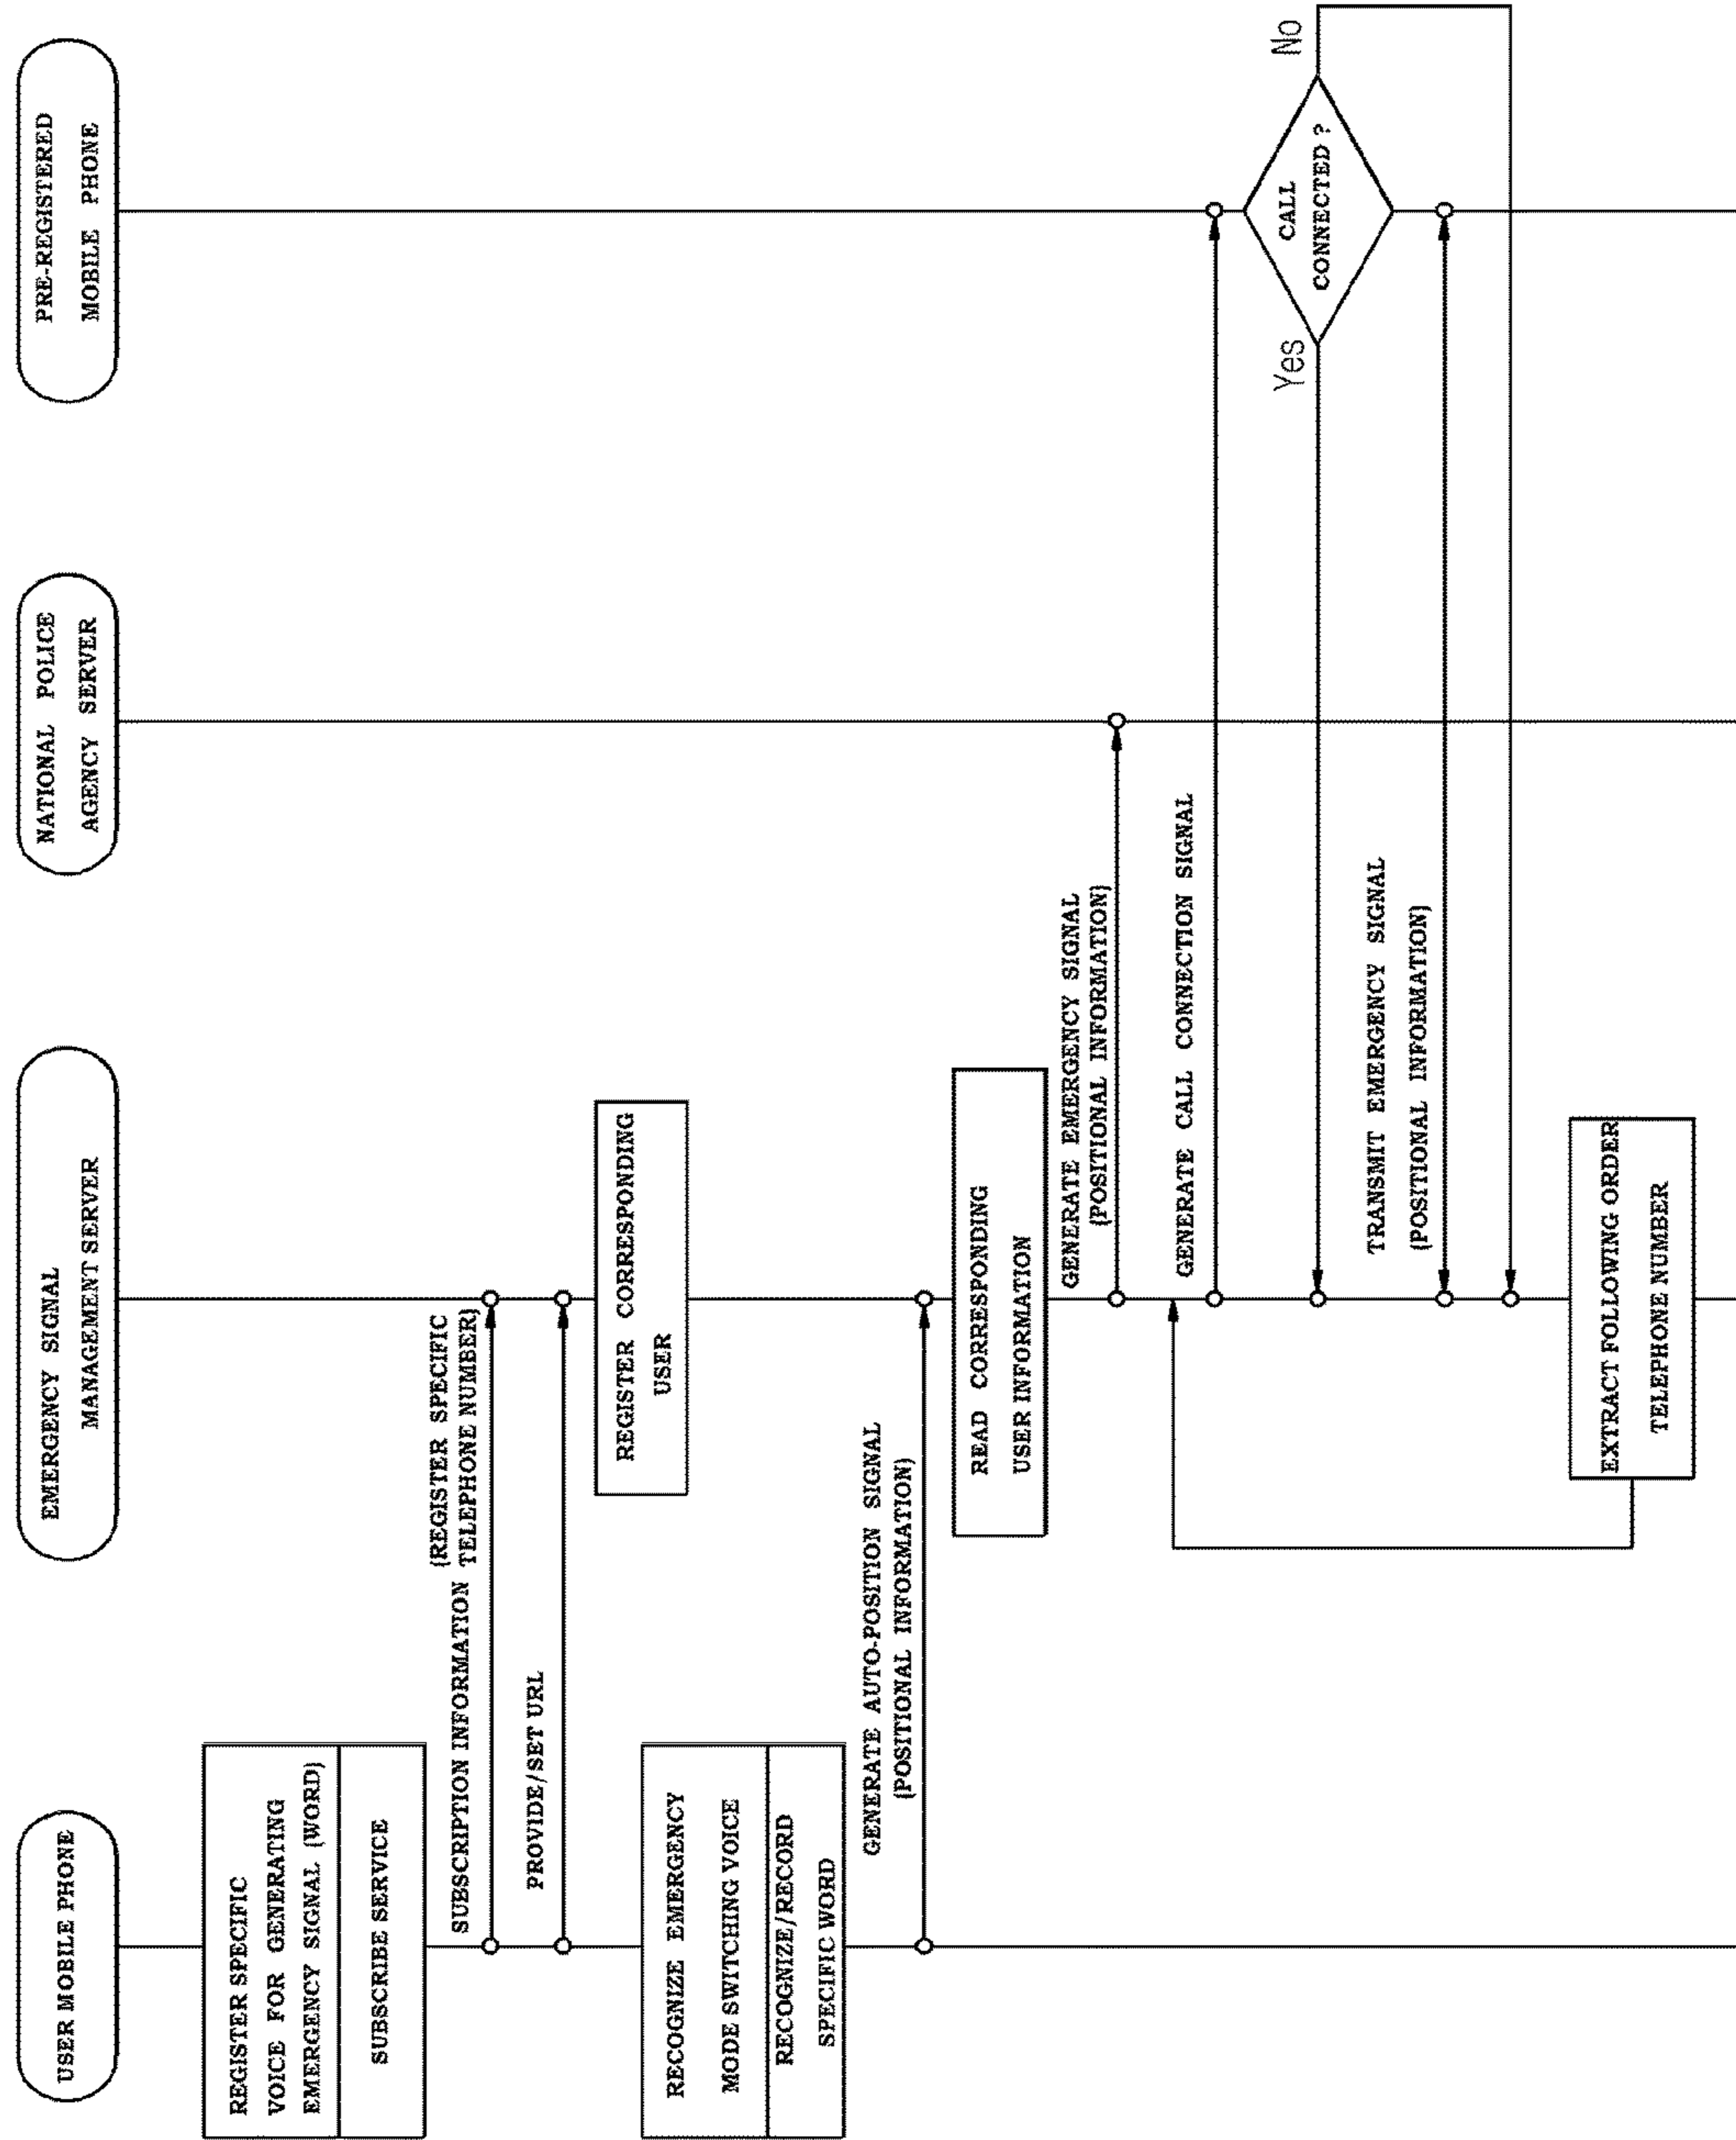 USER MOBILE PHONE
EMERGENCY SIGNAL
MANAGEMENT SERVER
NATIONAL POLICE
AGENCY SERVER
PRE-REGISTERED
MOBILE PHONE
REGISTER SPECIFIC
VOICE FOR GENERATING
EMERGENCY SIGNAL (WORD)
SUBSCRIBE SERVICE
(REGISTER SPECIFIC
SUBSCRIPTION INFORMATION TELEPHONE NUMBER)
PROVIDE/SET URL
REGISTER CORRESPONDING
USER
RECOGNIZE EMERGENCY
MODE SWITCHING VOICE
RECOGNIZE/RECORD
SPECIFIC WORD
GENERATE AUTO-POSITION SIGNAL
(POSITIONAL INFORMATION)
READ CORRESPONDING
USER INFORMATION
GENERATE EMERGENCY SIGNAL
(POSITIONAL INFORMATION)
GENERATE CALL CONNECTION SIGNAL
CALL
CONNECTED ?
Yes
No
TRANSMIT EMERGENCY SIGNAL
(POSITIONAL INFORMATION)
EXTRACT FOLLOWING ORDER
TELEPHONE NUMBER